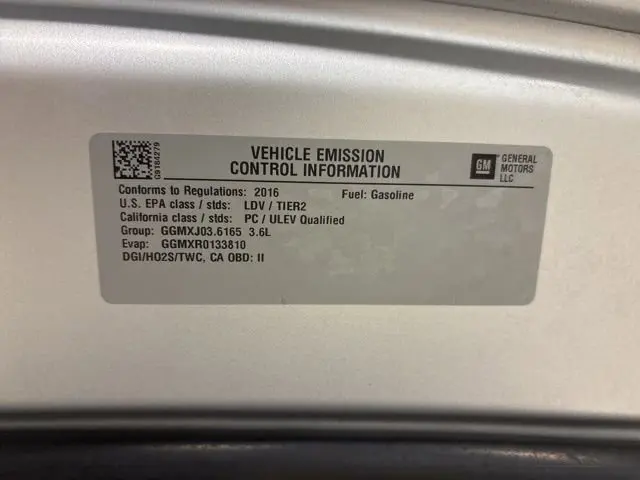 G9184279
VEHICLE EMISSION
CONTROL INFORMATION
GM
GENERAL
MOTORS
LLC
Conforms to Regulations: 2016 Fuel: Gasoline
U.S. EPA class / stds: LDV / TIER2
California class / stds: PC / ULEV Qualified
Group: GGMXJ03.6165 3.6L
Evap: GGMXR0133810
DGI/HO2S/TWC, CA OBD: II